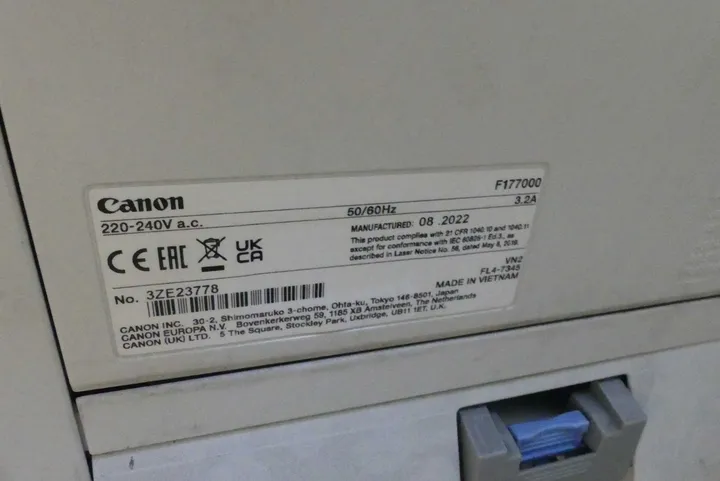 Canon
F177000
220-240V a.c.
50/60Hz
3.2A
MANUFACTURED: 08 .2022
This product complies with 21 CFR 1040.10 and 1040.11
except for conformance with IEC 60825-1 Ed.3., as
described in Laser Notice No. 56, dated May 8, 2019.
CE EAC UK
CA
VN2
FL4-7345
MADE IN VIETNAM
No. 3ZE23778
CANON INC. 30-2, Shimomaruko 3-chome, Ohta-ku, Tokyo 146-8501, Japan
CANON EUROPA N.V. Bovenkerkerweg 59, 1185 XB Amstelveen, The Netherlands
CANON (UK) LTD. 5 The Square, Stockley Park, Uxbridge, UB11 1ET, U.K.